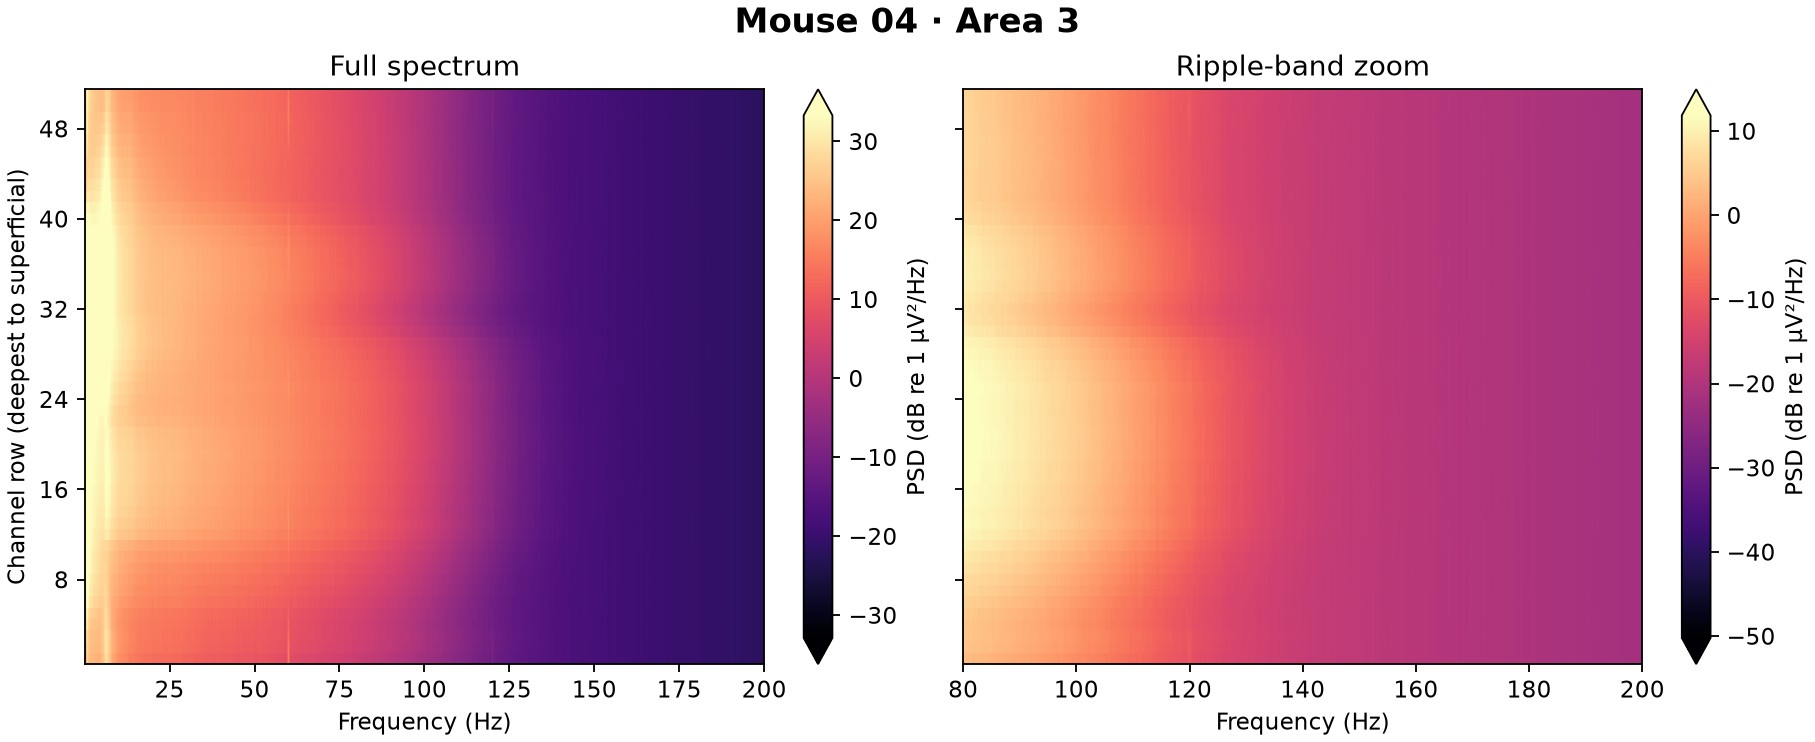 Mouse 04 · Area 3
Full spectrum
Channel row (deepest to superficial)
48
40
32
24
16
8
25 50 75 100 125 150 175 200
Frequency (Hz)
30
20
10
0
−10
−20
−30
PSD (dB re 1 µV²/Hz)
Ripple-band zoom
80 100 120 140 160 180 200
Frequency (Hz)
10
0
−10
−20
−30
−40
−50
PSD (dB re 1 µV²/Hz)